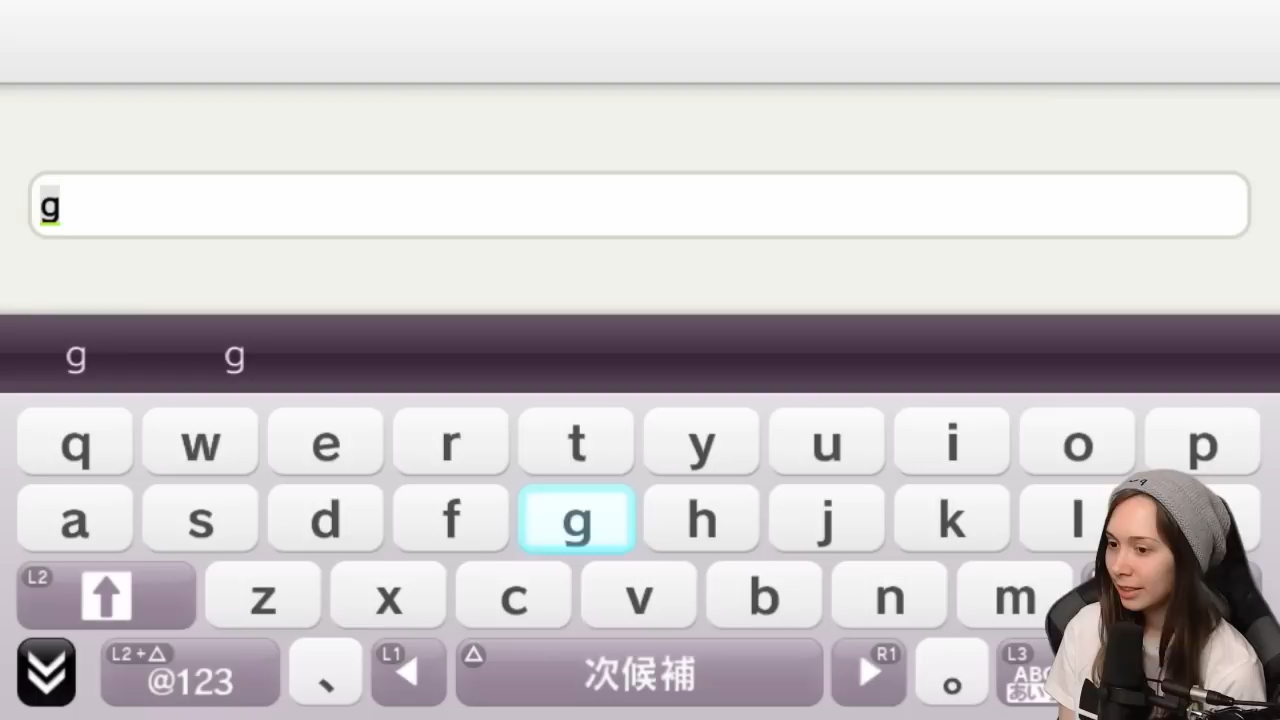 g
g g
q w e r t y u i o p
a s d f g h j k l
L2 z x c v b n m
L2+△ @123 、 L1 △ 次候補 R1 。 L3 ABC あい